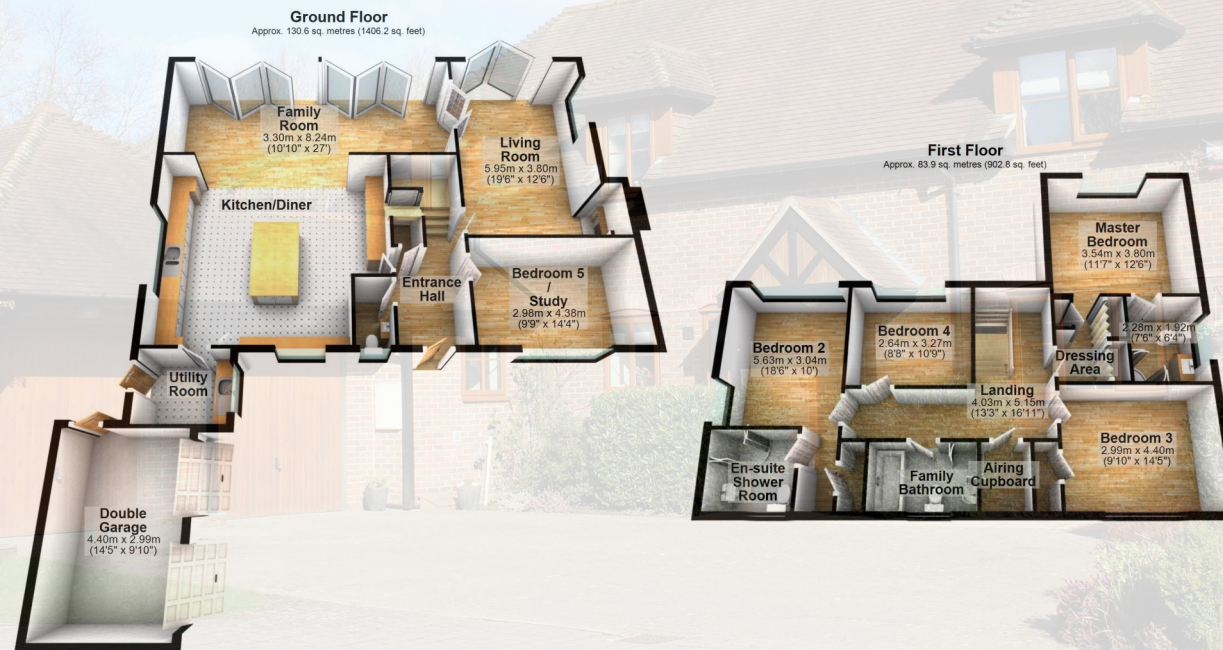 Ground Floor
Approx. 130.6 sq. metres (1406.2 sq. feet)
Family
Room
3.30m x 8.24m
(10'10" x 27')
Living
Room
5.95m x 3.80m
(19'6" x 12'6")
Kitchen/Diner
Entrance
Hall
Bedroom 5
/
Study
2.98m x 4.38m
(9'9" x 14'4")
Utility
Room
Double
Garage
4.40m x 2.99m
(14'5" x 9'10")
First Floor
Approx. 83.9 sq. metres (902.8 sq. feet)
Master
Bedroom
3.54m x 3.80m
(11'7" x 12'6")
2.28m x 1.92m
(7'6" x 6'4")
Dressing
Area
Bedroom 2
5.63m x 3.04m
(18'6" x 10')
Bedroom 4
2.64m x 3.27m
(8'8" x 10'9")
Landing
4.03m x 5.15m
(13'3" x 16'11")
Bedroom 3
2.99m x 4.40m
(9'10" x 14'5")
En-suite
Shower
Room
Family
Bathroom
Airing
Cupboard